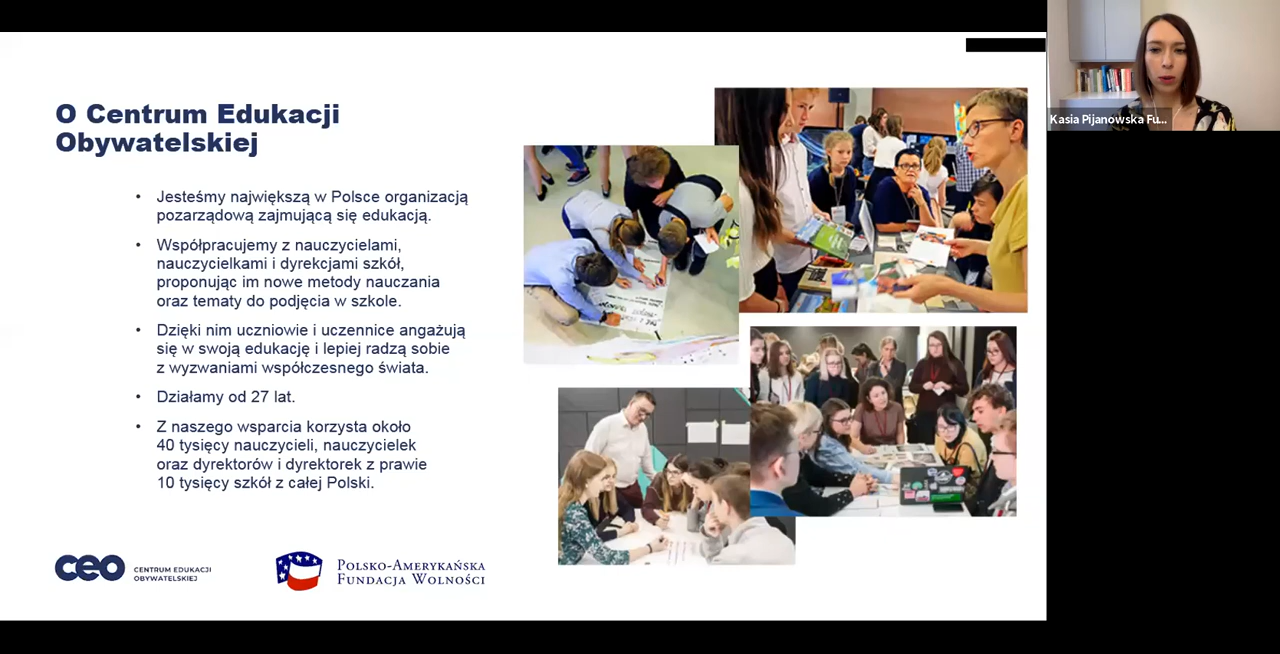 O Centrum Edukacji
Obywatelskiej
• Jesteśmy największą w Polsce organizacją
pozarządową zajmującą się edukacją.
• Współpracujemy z nauczycielami,
nauczycielkami i dyrekcjami szkół,
proponując im nowe metody nauczania
oraz tematy do podjęcia w szkole.
• Dzięki nim uczniowie i uczennice angażują
się w swoją edukację i lepiej radzą sobie
z wyzwaniami współczesnego świata.
• Działamy od 27 lat.
• Z naszego wsparcia korzysta około
40 tysięcy nauczycieli, nauczycielek
oraz dyrektorów i dyrektorek z prawie
10 tysięcy szkół z całej Polski.
ceo CENTRUM EDUKACJI
OBYWATELSKIEJ
POLSKO-AMERYKAŃSKA
FUNDACJA WOLNOŚCI
Kasia Pijanowska Fu...